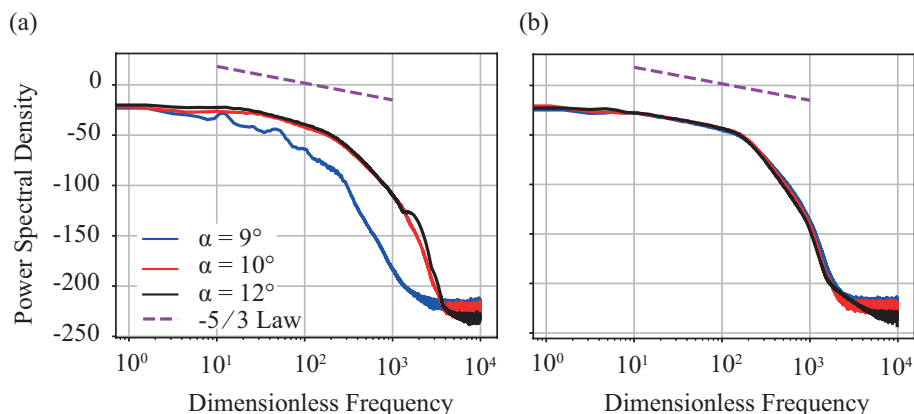 (a)
(b)
Power Spectral Density
0
-50
-100
-150
-200
-250
α = 9°
α = 10°
α = 12°
-5/3 Law
10⁰ 10¹ 10² 10³ 10⁴
10⁰ 10¹ 10² 10³ 10⁴
Dimensionless Frequency
Dimensionless Frequency